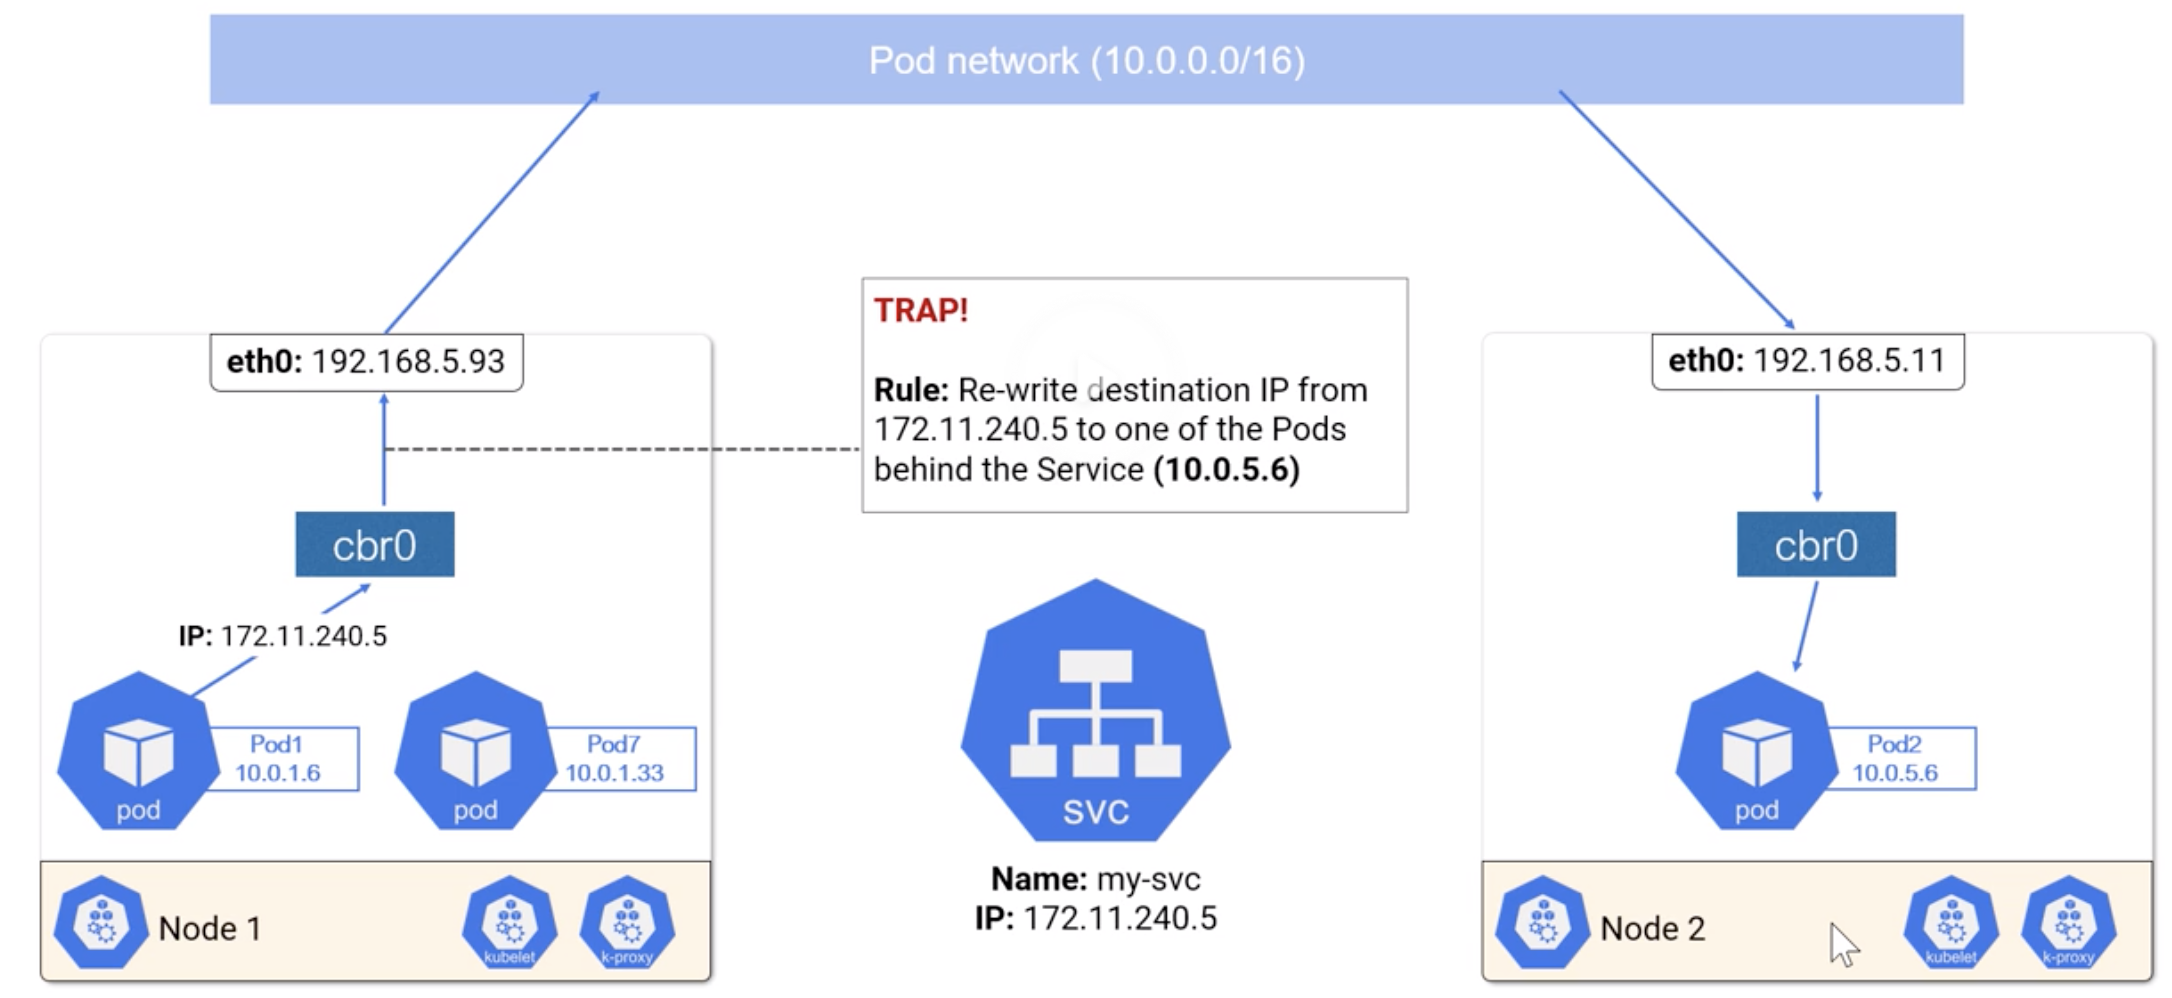 Pod network (10.0.0.0/16)
eth0: 192.168.5.93
TRAP!
Rule: Re-write destination IP from
172.11.240.5 to one of the Pods
behind the Service (10.0.5.6)
eth0: 192.168.5.11
cbr0
cbr0
IP: 172.11.240.5
Pod1
10.0.1.6
pod
Pod7
10.0.1.33
pod
svc
Name: my-svc
IP: 172.11.240.5
Pod2
10.0.5.6
pod
Node 1
kubelet
k-proxy
Node 2
kubelet
k-proxy